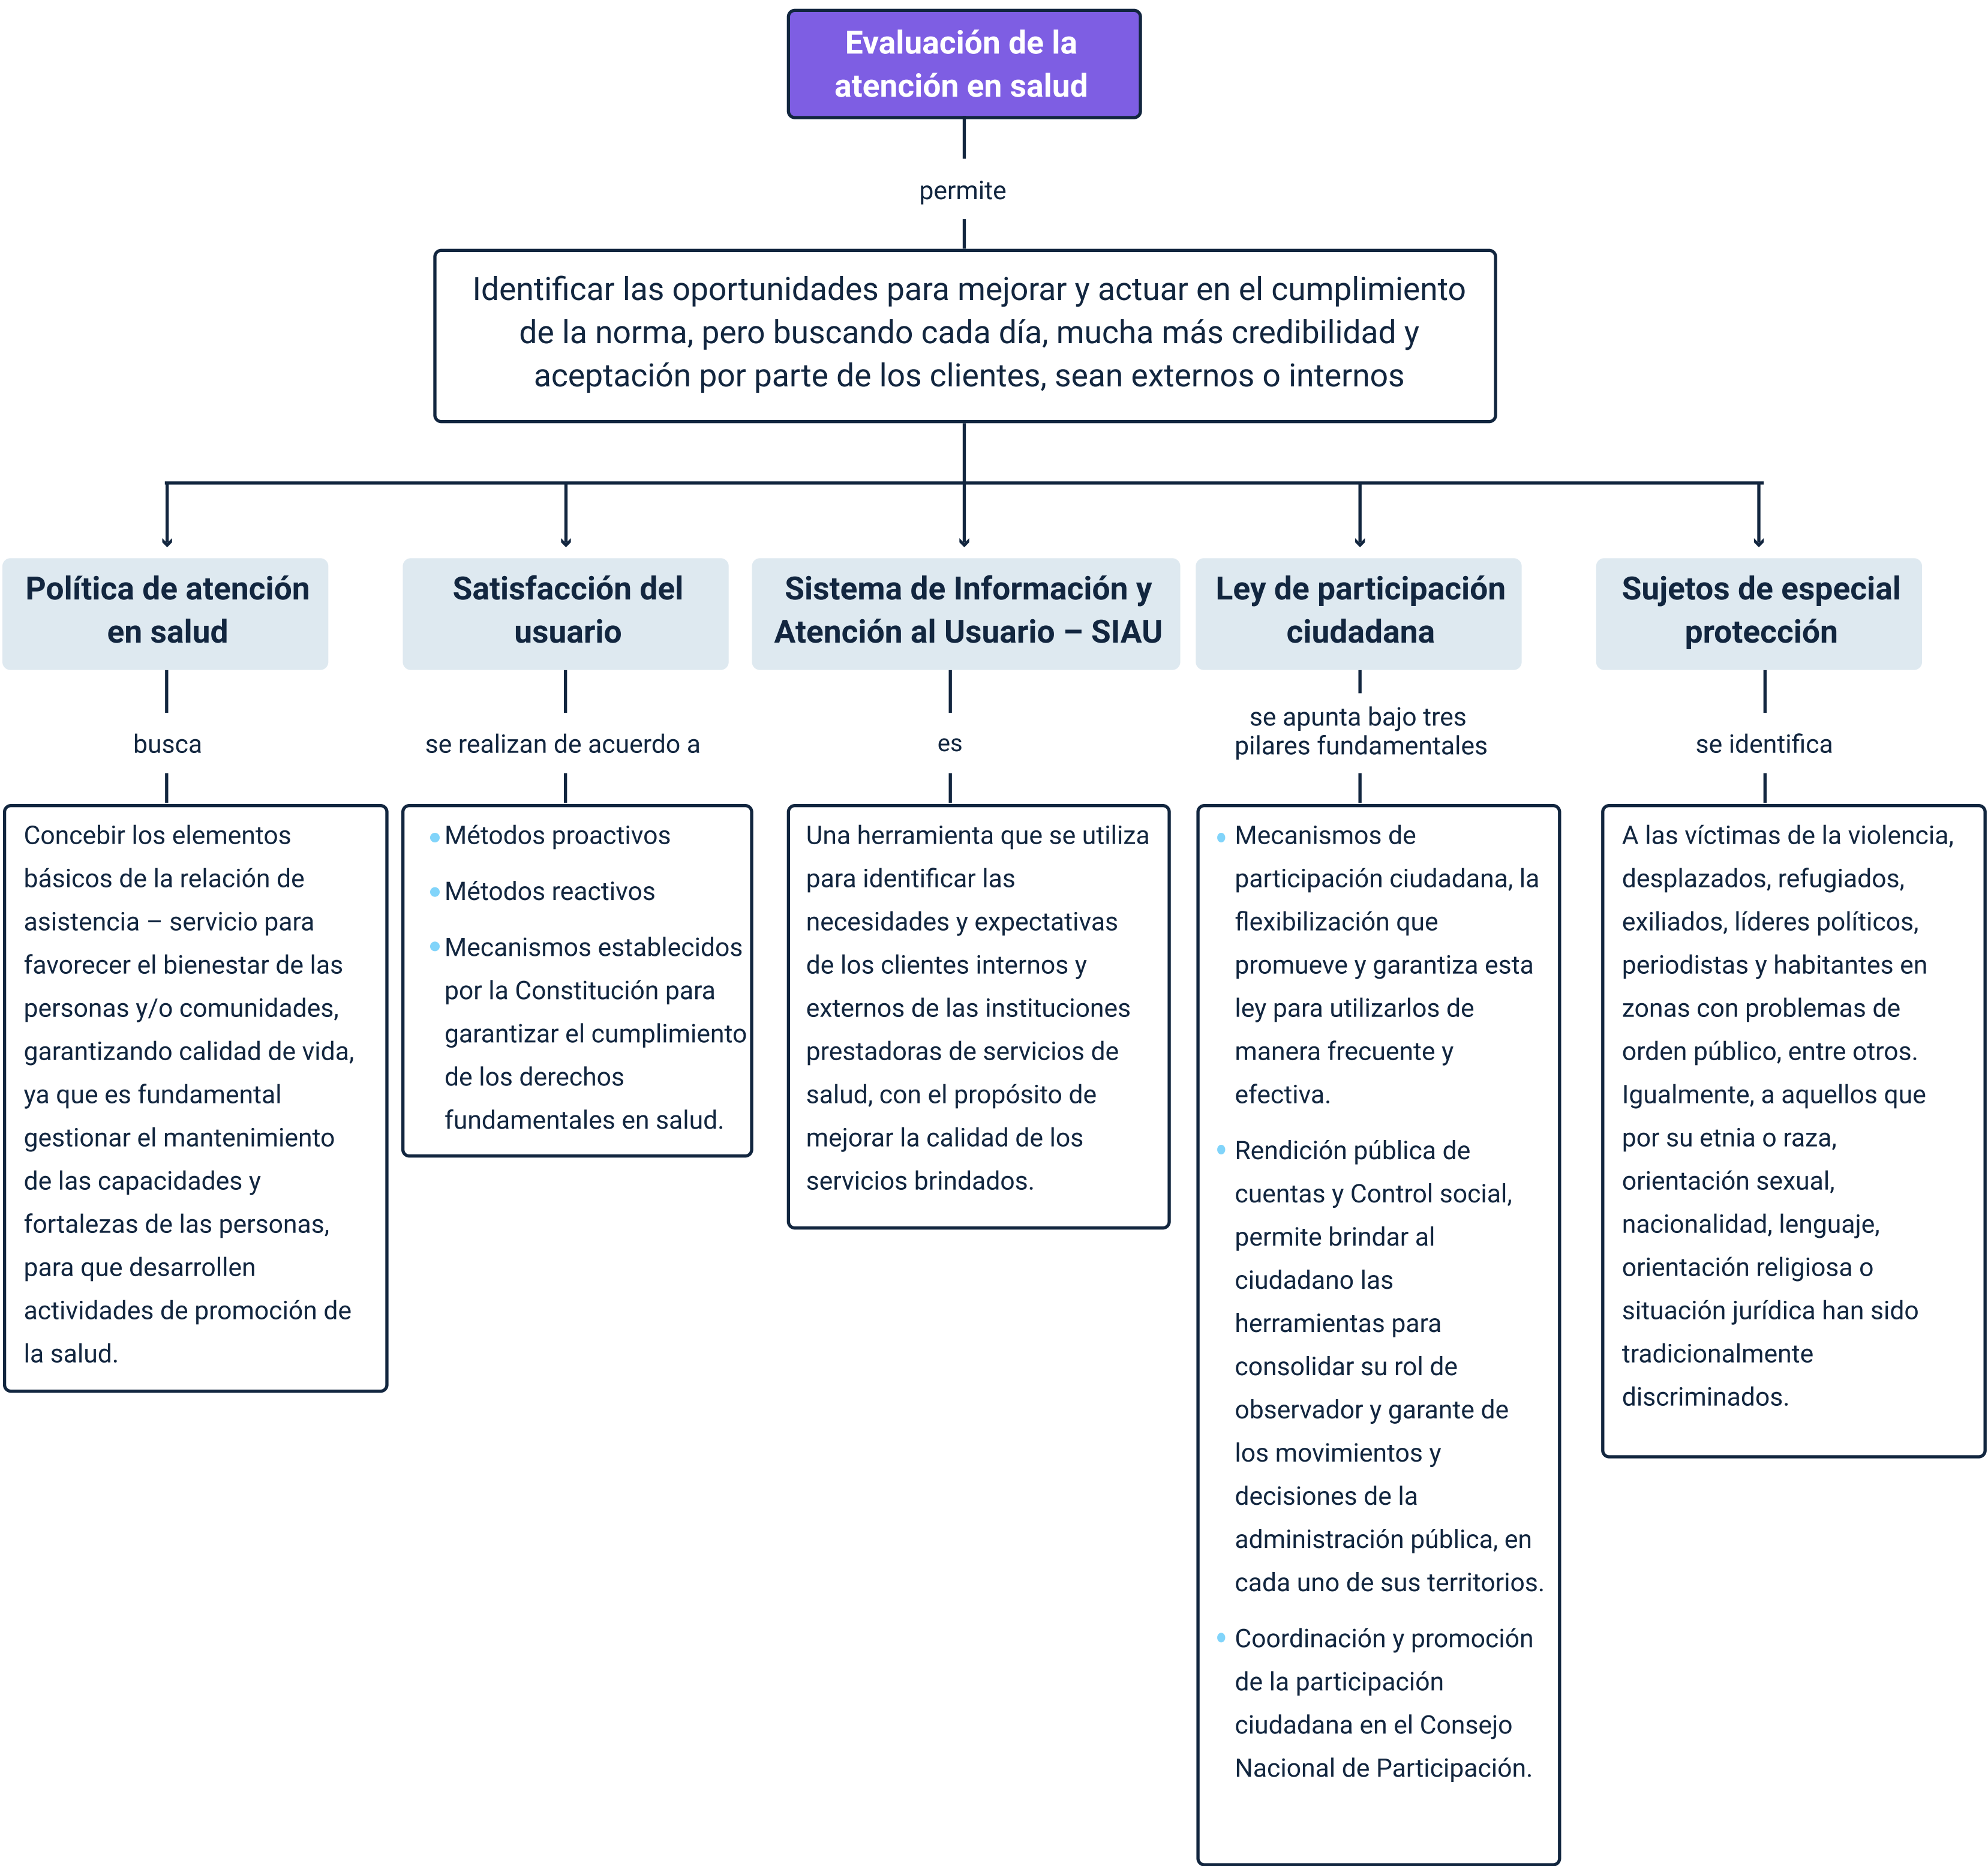 Evaluación de la
atención en salud
permite
Identificar las oportunidades para mejorar y actuar en el cumplimiento
de la norma, pero buscando cada día, mucha más credibilidad y
aceptación por parte de los clientes, sean externos o internos
Política de atención
en salud
busca
Concebir los elementos
básicos de la relación de
asistencia – servicio para
favorecer el bienestar de las
personas y/o comunidades,
garantizando calidad de vida,
ya que es fundamental
gestionar el mantenimiento
de las capacidades y
fortalezas de las personas,
para que desarrollen
actividades de promoción de
la salud.
Satisfacción del
usuario
se realizan de acuerdo a
Métodos proactivos
Métodos reactivos
Mecanismos establecidos
por la Constitución para
garantizar el cumplimiento
de los derechos
fundamentales en salud.
Sistema de Información y
Atención al Usuario – SIAU
es
Una herramienta que se utiliza
para identificar las
necesidades y expectativas
de los clientes internos y
externos de las instituciones
prestadoras de servicios de
salud, con el propósito de
mejorar la calidad de los
servicios brindados.
Ley de participación
ciudadana
se apunta bajo tres
pilares fundamentales
Mecanismos de
participación ciudadana, la
flexibilización que
promueve y garantiza esta
ley para utilizarlos de
manera frecuente y
efectiva.
Rendición pública de
cuentas y Control social,
permite brindar al
ciudadano las
herramientas para
consolidar su rol de
observador y garante de
los movimientos y
decisiones de la
administración pública, en
cada uno de sus territorios.
Coordinación y promoción
de la participación
ciudadana en el Consejo
Nacional de Participación.
Sujetos de especial
protección
se identifica
A las víctimas de la violencia,
desplazados, refugiados,
exiliados, líderes políticos,
periodistas y habitantes en
zonas con problemas de
orden público, entre otros.
Igualmente, a aquellos que
por su etnia o raza,
orientación sexual,
nacionalidad, lenguaje,
orientación religiosa o
situación jurídica han sido
tradicionalmente
discriminados.